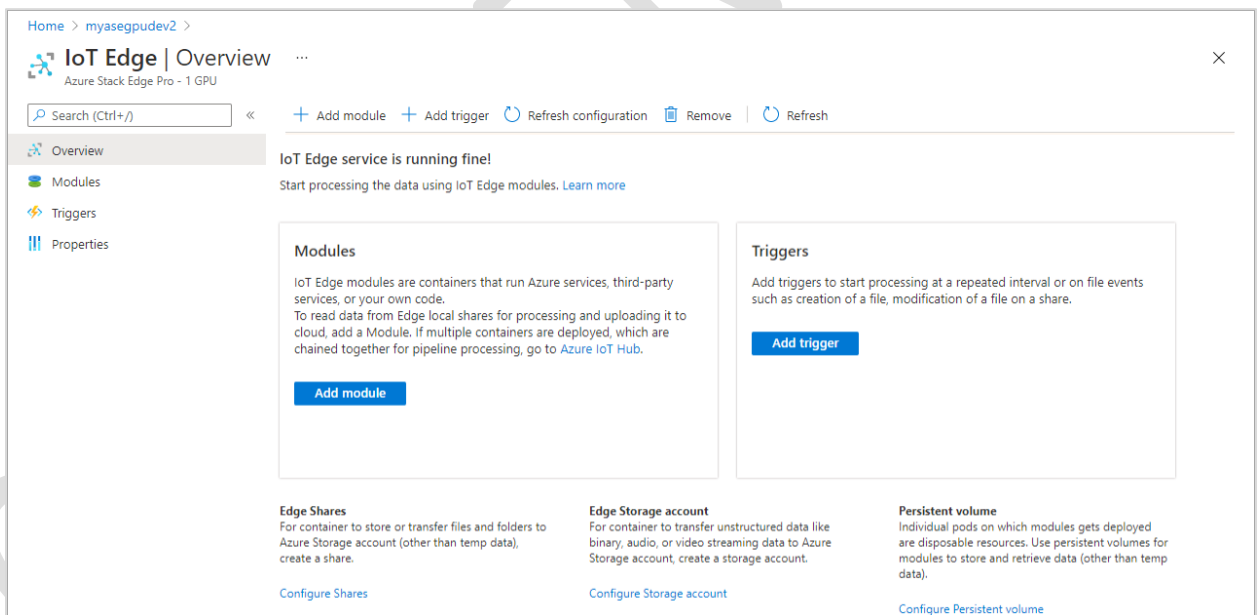 Home > myasegpudev2 >
IoT Edge | Overview ...
Azure Stack Edge Pro - 1 GPU
Search (Ctrl+/)
«
+ Add module
+ Add trigger
Refresh configuration
Remove
Refresh
Overview
Modules
Triggers
Properties
IoT Edge service is running fine!
Start processing the data using IoT Edge modules. Learn more
Modules
IoT Edge modules are containers that run Azure services, third-party
services, or your own code.
To read data from Edge local shares for processing and uploading it to
cloud, add a Module. If multiple containers are deployed, which are
chained together for pipeline processing, go to Azure IoT Hub.
Add module
Triggers
Add triggers to start processing at a repeated interval or on file events
such as creation of a file, modification of a file on a share.
Add trigger
Edge Shares
For container to store or transfer files and folders to
Azure Storage account (other than temp data),
create a share.
Configure Shares
Edge Storage account
For container to transfer unstructured data like
binary, audio, or video streaming data to Azure
Storage account, create a storage account.
Configure Storage account
Persistent volume
Individual pods on which modules gets deployed
are disposable resources. Use persistent volumes for
modules to store and retrieve data (other than temp
data).
Configure Persistent volume